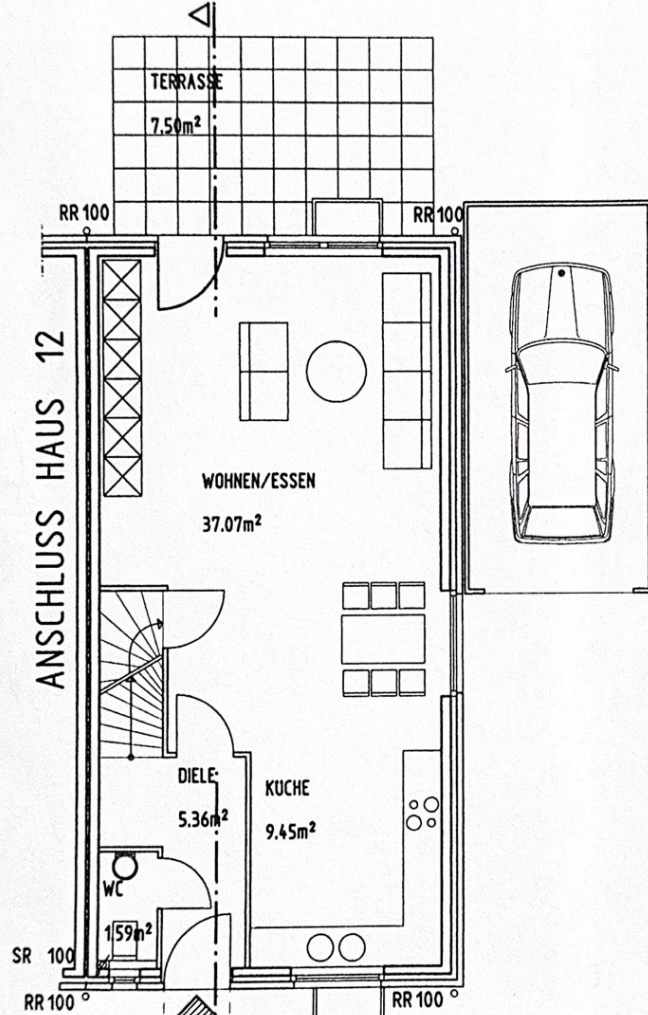 TERRASSE
7.50m²
RR 100
RR 100
ANSCHLUSS HAUS 12
WOHNEN/ESSEN
37.07m²
DIELE
5.36m²
KÜCHE
9.45m²
WC
1.59m²
SR 100
RR 100
RR 100